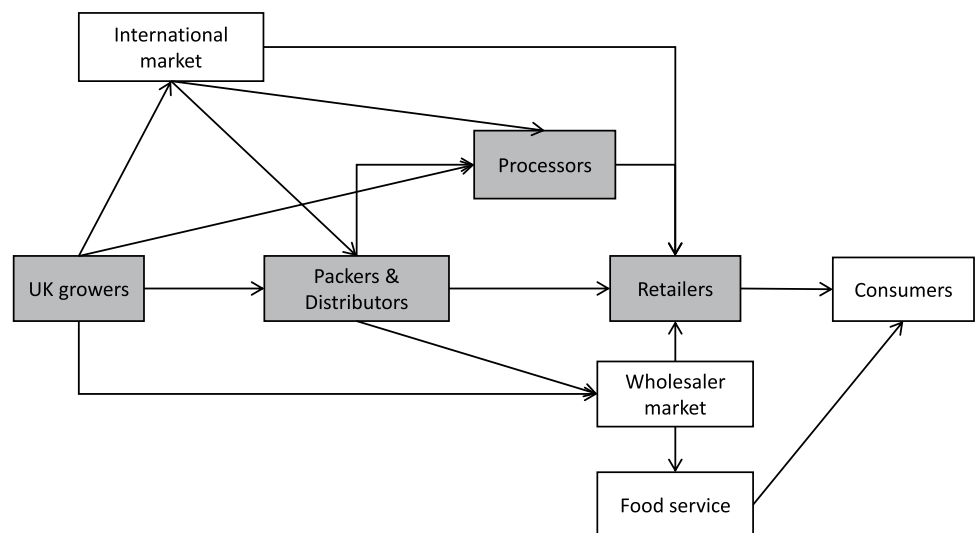 International
market
Processors
UK growers
Packers &
Distributors
Retailers
Consumers
Wholesaler
market
Food service